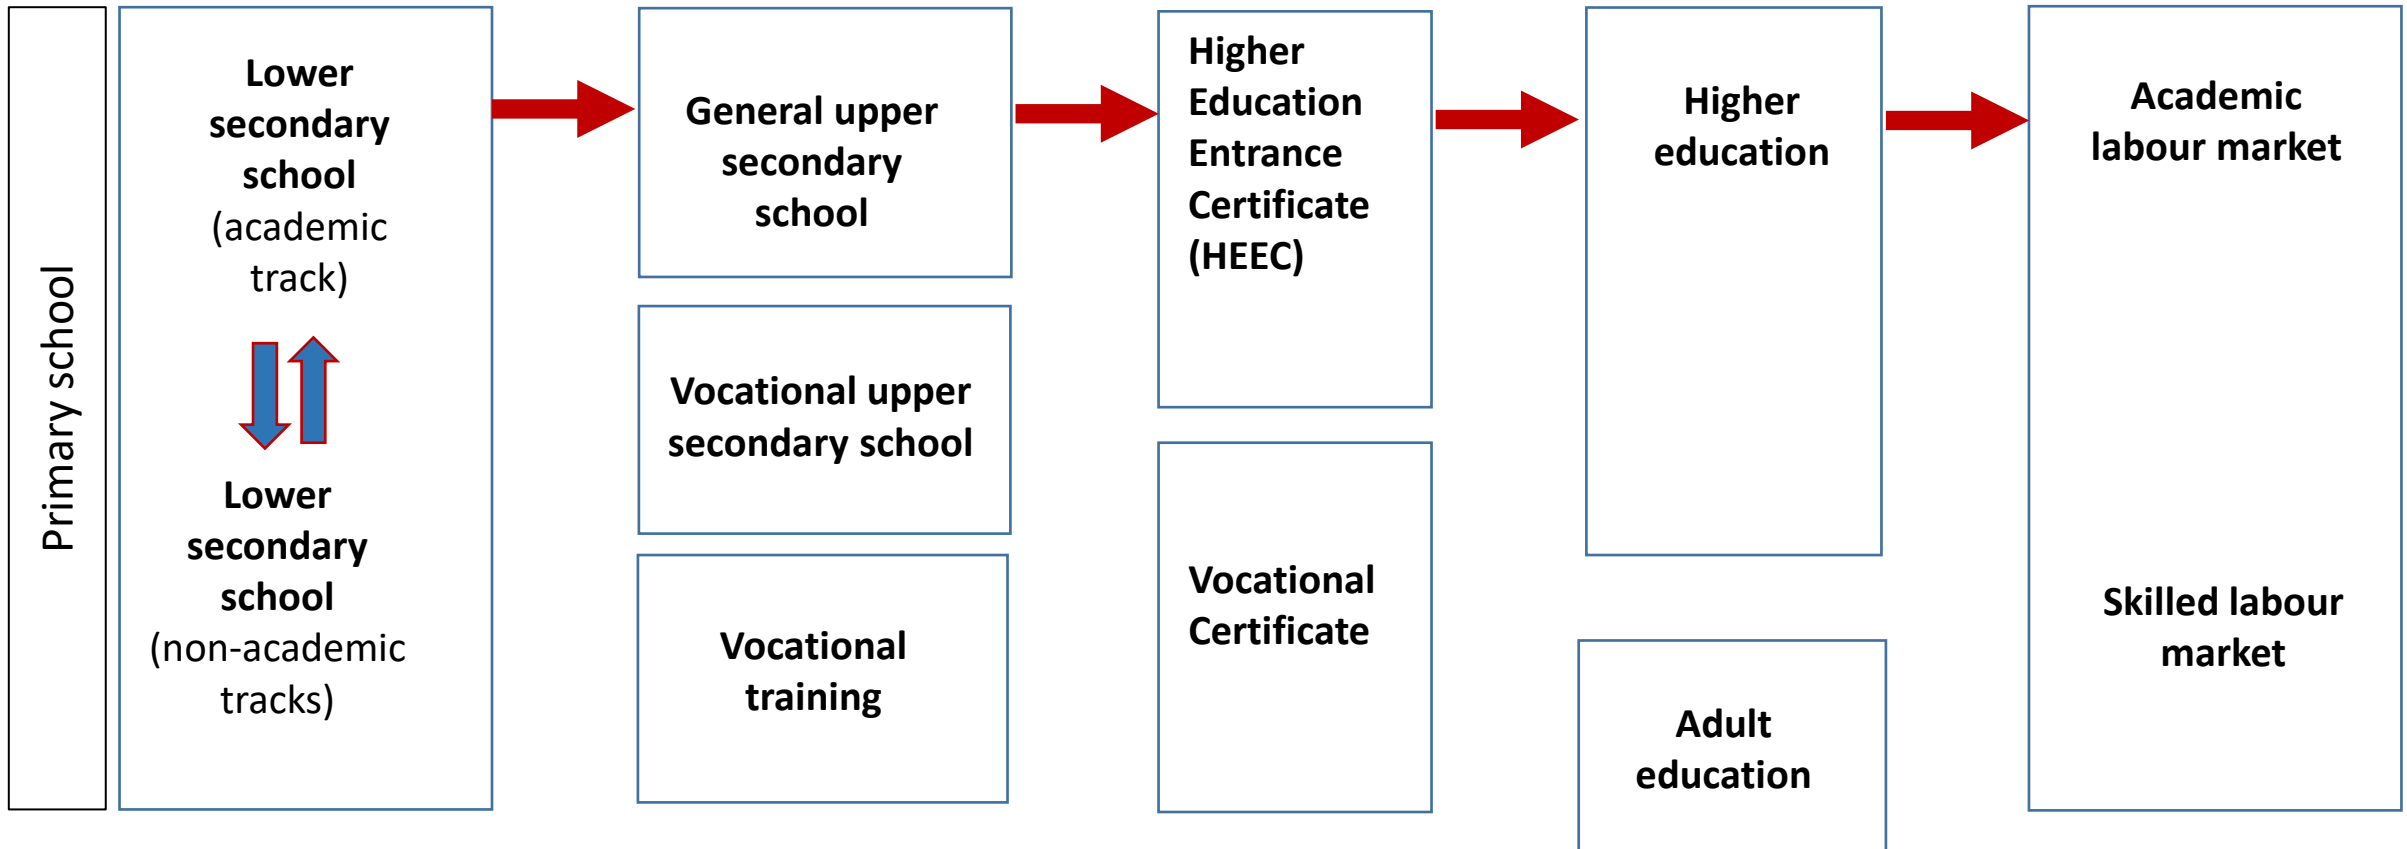 Primary school
Lower
secondary
school
(academic
track)
Lower
secondary
school
(non-academic
tracks)
General upper
secondary
school
Vocational upper
secondary school
Vocational
training
Higher
Education
Entrance
Certificate
(HEEC)
Vocational
Certificate
Higher
education
Adult
education
Academic
labour market
Skilled labour
market